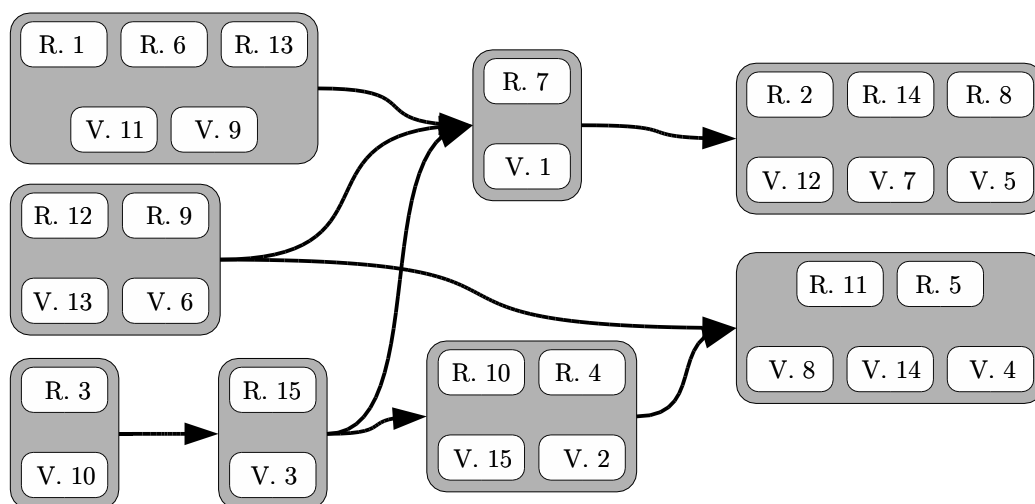 R. 1 R. 6 R. 13
V. 11 V. 9
R. 12 R. 9
V. 13 V. 6
R. 3
V. 10
R. 15
V. 3
R. 7
V. 1
R. 10 R. 4
V. 15 V. 2
R. 2 R. 14 R. 8
V. 12 V. 7 V. 5
R. 11 R. 5
V. 8 V. 14 V. 4